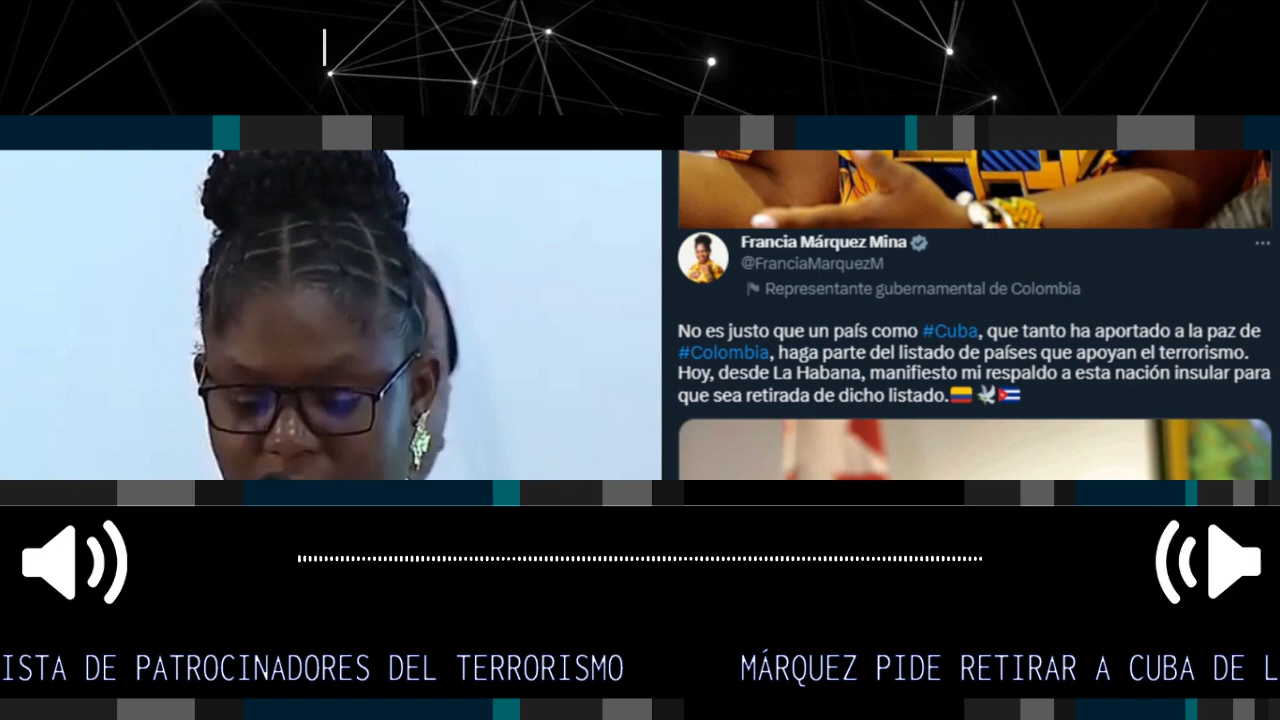 Francia Márquez Mina
@FranciaMarquezM
Representante gubernamental de Colombia
No es justo que un país como #Cuba, que tanto ha aportado a la paz de
#Colombia, haga parte del listado de países que apoyan el terrorismo.
Hoy, desde La Habana, manifiesto mi respaldo a esta nación insular para
que sea retirada de dicho listado.🇨🇴 🕊️🇨🇺
ISTA DE PATROCINADORES DEL TERRORISMO MÁRQUEZ PIDE RETIRAR A CUBA DE L